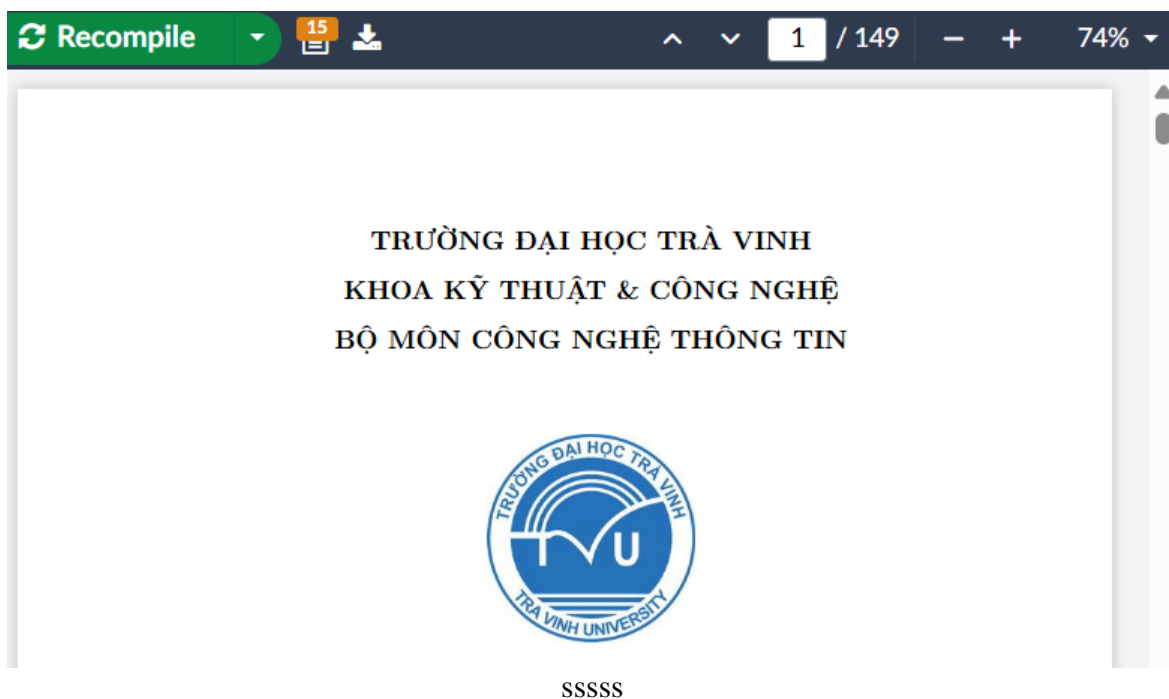 Recompile 15 1 / 149 − + 74%
TRƯỜNG ĐẠI HỌC TRÀ VINH
KHOA KỸ THUẬT & CÔNG NGHỆ
BỘ MÔN CÔNG NGHỆ THÔNG TIN
TRƯỜNG ĐẠI HỌC TRÀ VINH
TVU
TRA VINH UNIVERSITY
sssss